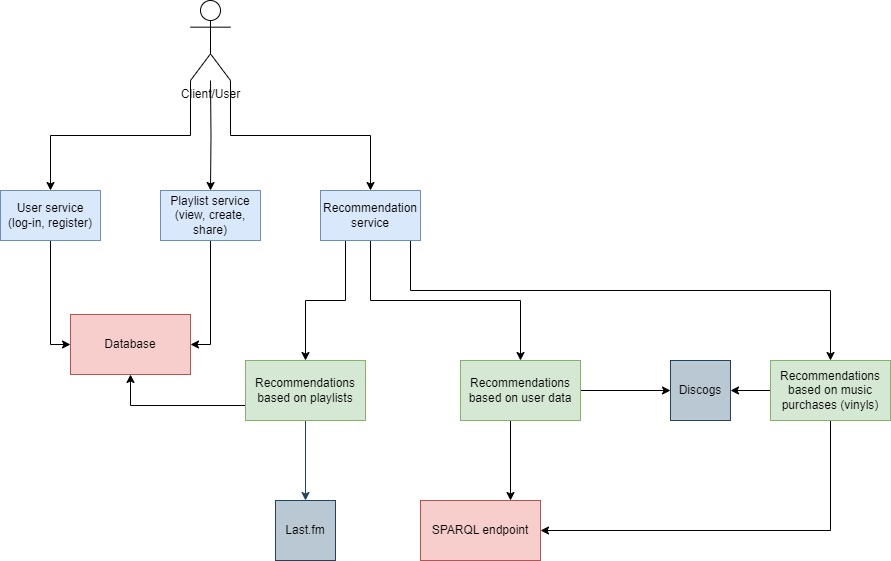 Client/User
User service
(log-in, register)
Playlist service
(view, create,
share)
Recommendation
service
Database
Recommendations
based on playlists
Recommendations
based on user data
Discogs
Recommendations
based on music
purchases (vinyls)
Last.fm
SPARQL endpoint